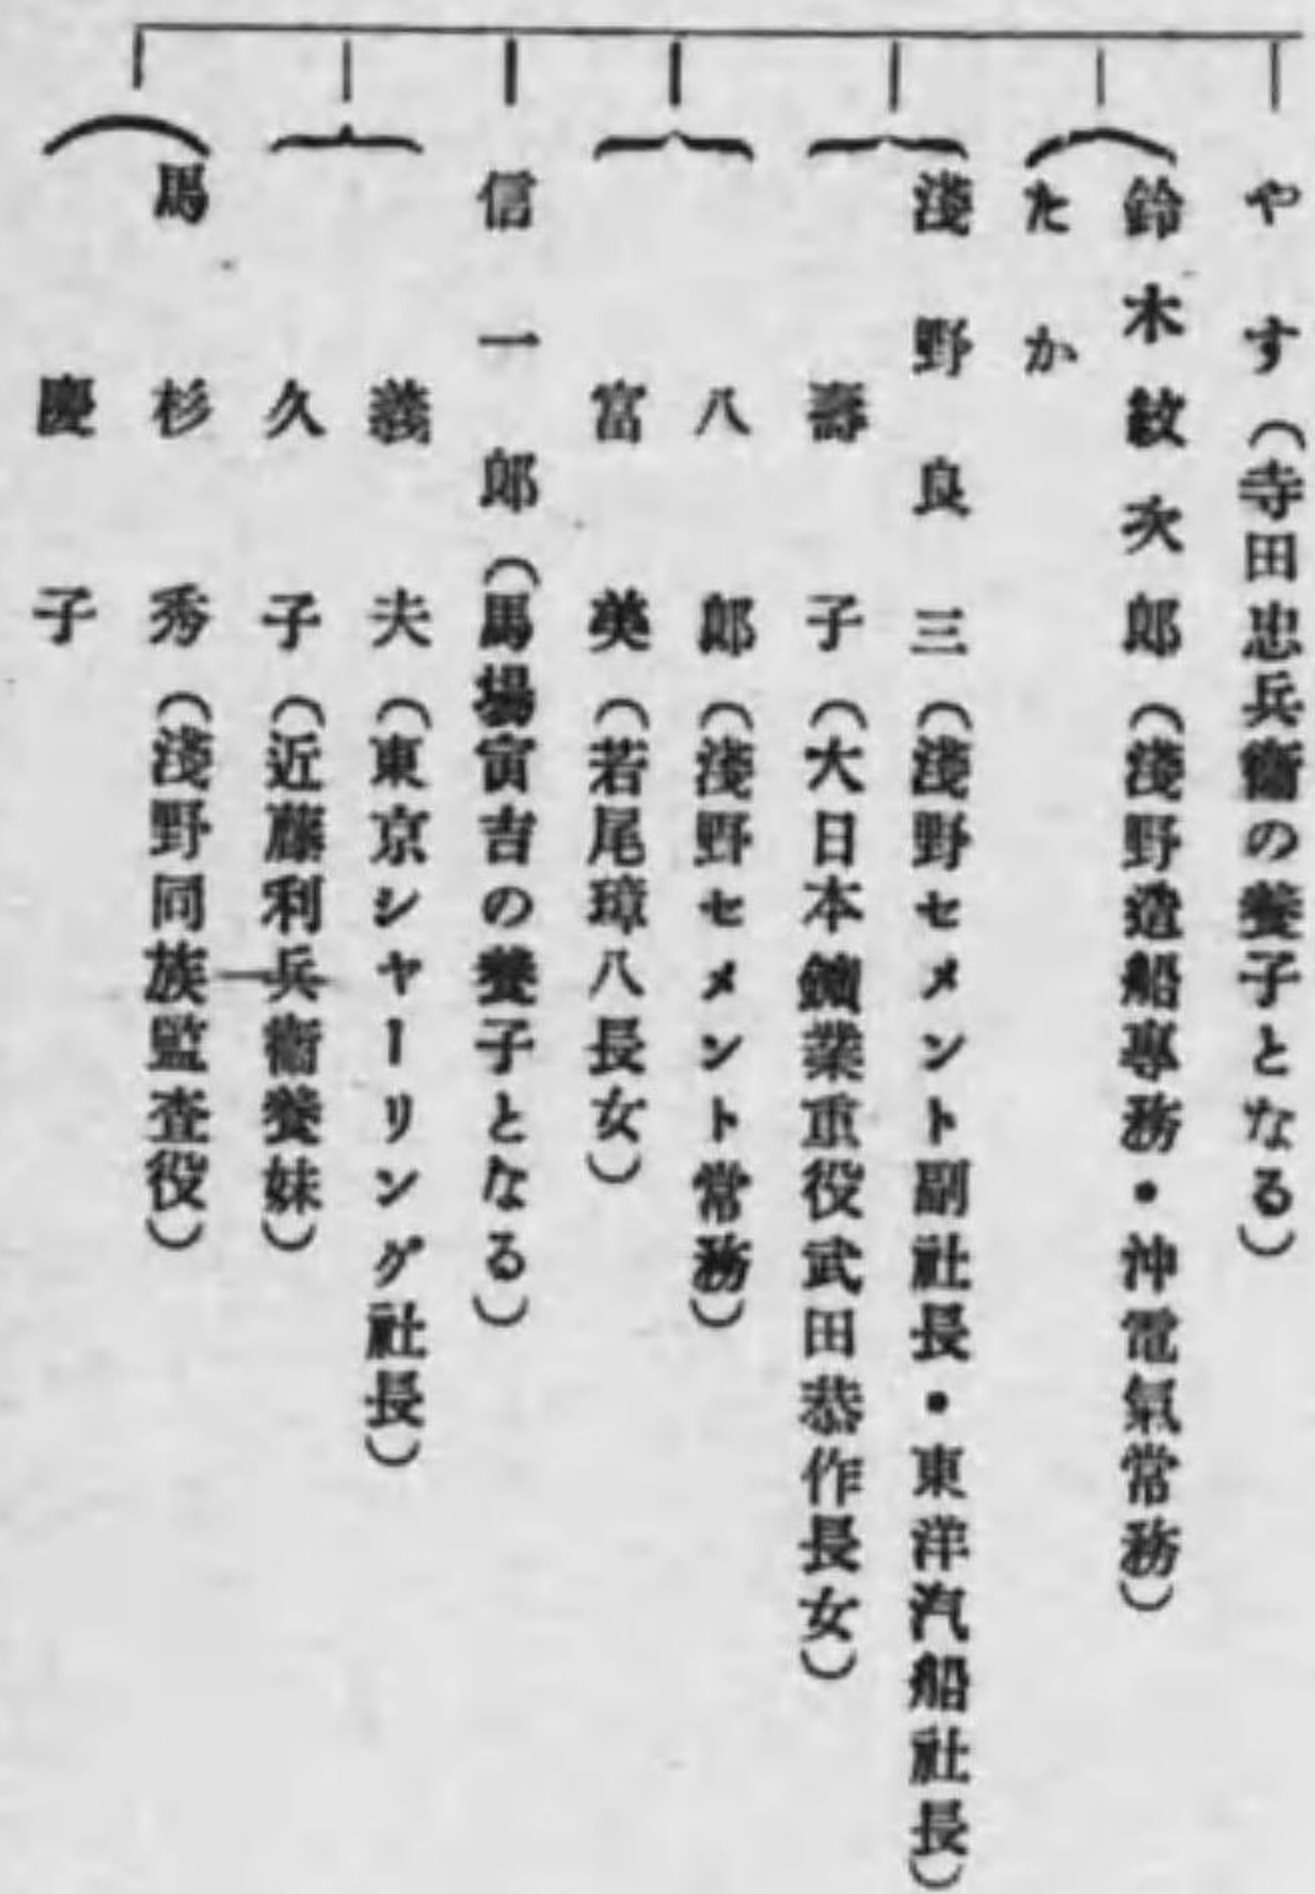 やす(寺田忠兵衞の養子となる)
鈴木紋次郎(淺野造船專務・沖電氣常務)
たか
淺野良三(淺野セメント副社長・東洋汽船社長)
壽子(大日本鑛業重役武田恭作長女)
八郎(淺野セメント常務)
富美(若尾璋八長女)
信一郎(馬場寅吉の養子となる)
義夫(東京シヤーリング社長)
久子(近藤利兵衞養妹)
馬杉秀(淺野同族監査役)
慶子